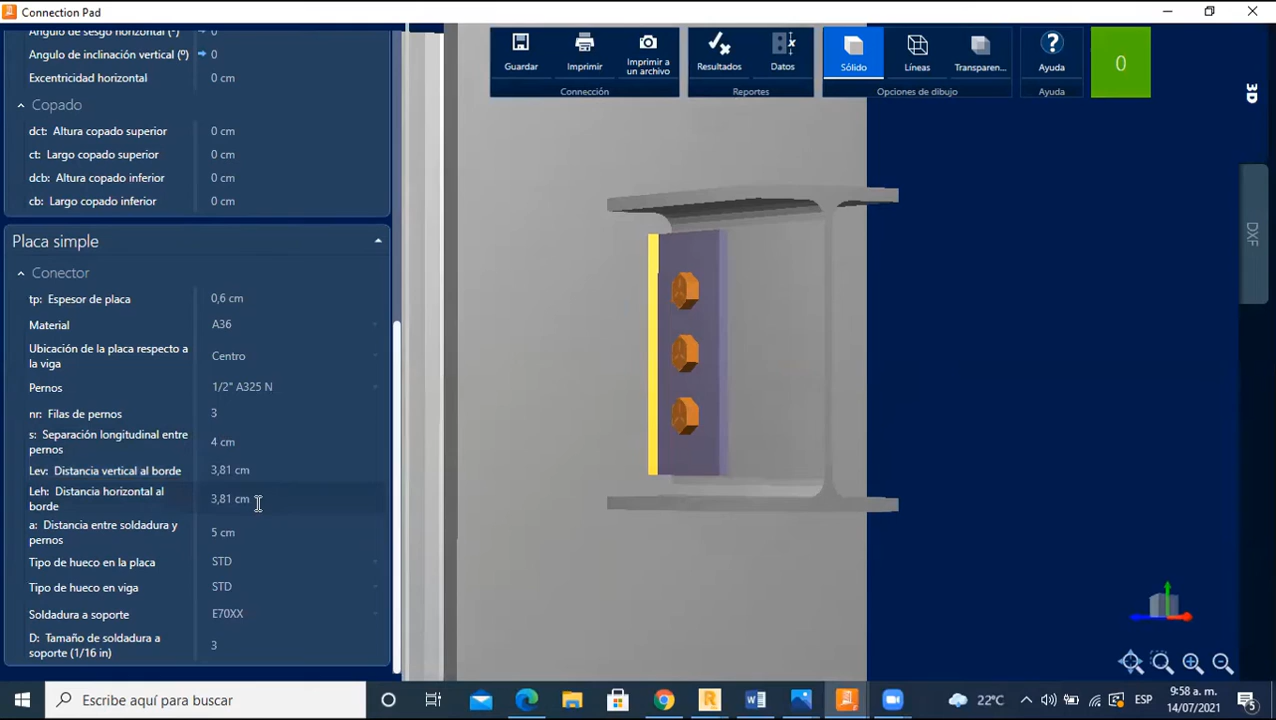 Connection Pad
Ángulo de sesgo horizontal (º) 0
Angulo de inclinación vertical (º) 0
Excentricidad horizontal 0 cm
Copado
dct: Altura copado superior 0 cm
ct: Largo copado superior 0 cm
dcb: Altura copado inferior 0 cm
cb: Largo copado inferior 0 cm
Placa simple
Conector
tp: Espesor de placa 0,6 cm
Material A36
Ubicación de la placa respecto a
la viga Centro
Pernos 1/2" A325 N
nr: Filas de pernos 3
s: Separación longitudinal entre
pernos 4 cm
Lev: Distancia vertical al borde 3,81 cm
Leh: Distancia horizontal al
borde 3,81 cm
a: Distancia entre soldadura y
pernos 5 cm
Tipo de hueco en la placa STD
Tipo de hueco en viga STD
Soldadura a soporte E70XX
D: Tamaño de soldadura a
soporte (1/16 in) 3
Guardar
Imprimir
Imprimir a
un archivo
Connección
Resultados
Datos
Reportes
Sólido
Líneas
Transparen...
Opciones de dibujo
Ayuda
Ayuda
0
3D
DXF
Escribe aquí para buscar
22°C
ESP
9:58 a. m.
14/07/2021
5